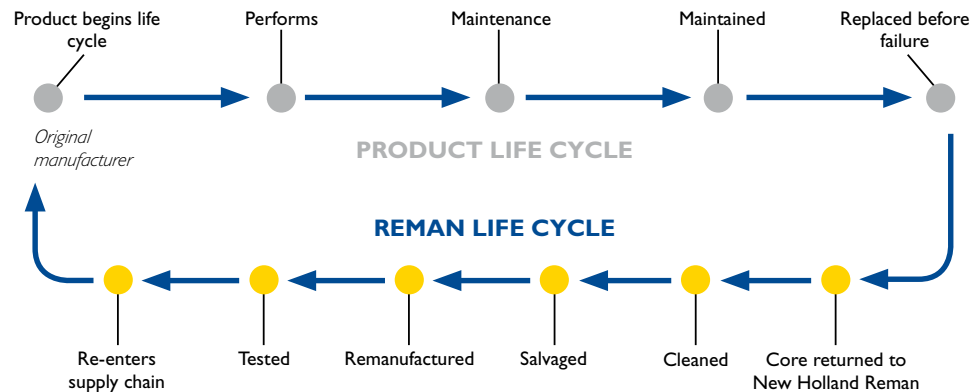 Product begins life
cycle
Performs
Maintenance
Maintained
Replaced before
failure
Original
manufacturer
PRODUCT LIFE CYCLE
REMAN LIFE CYCLE
Re-enters
supply chain
Tested
Remanufactured
Salvaged
Cleaned
Core returned to
New Holland Reman